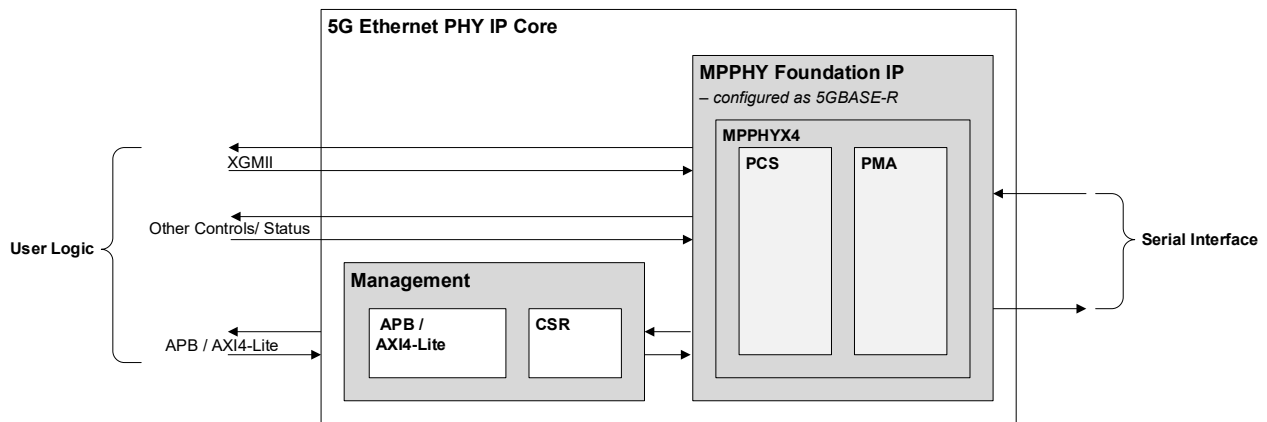 5G Ethernet PHY IP Core
MPPHY Foundation IP
– configured as 5GBASE-R
MPPHYX4
PCS
PMA
XGMII
Other Controls/ Status
User Logic
Serial Interface
Management
APB /
AXI4-Lite
CSR
APB / AXI4-Lite